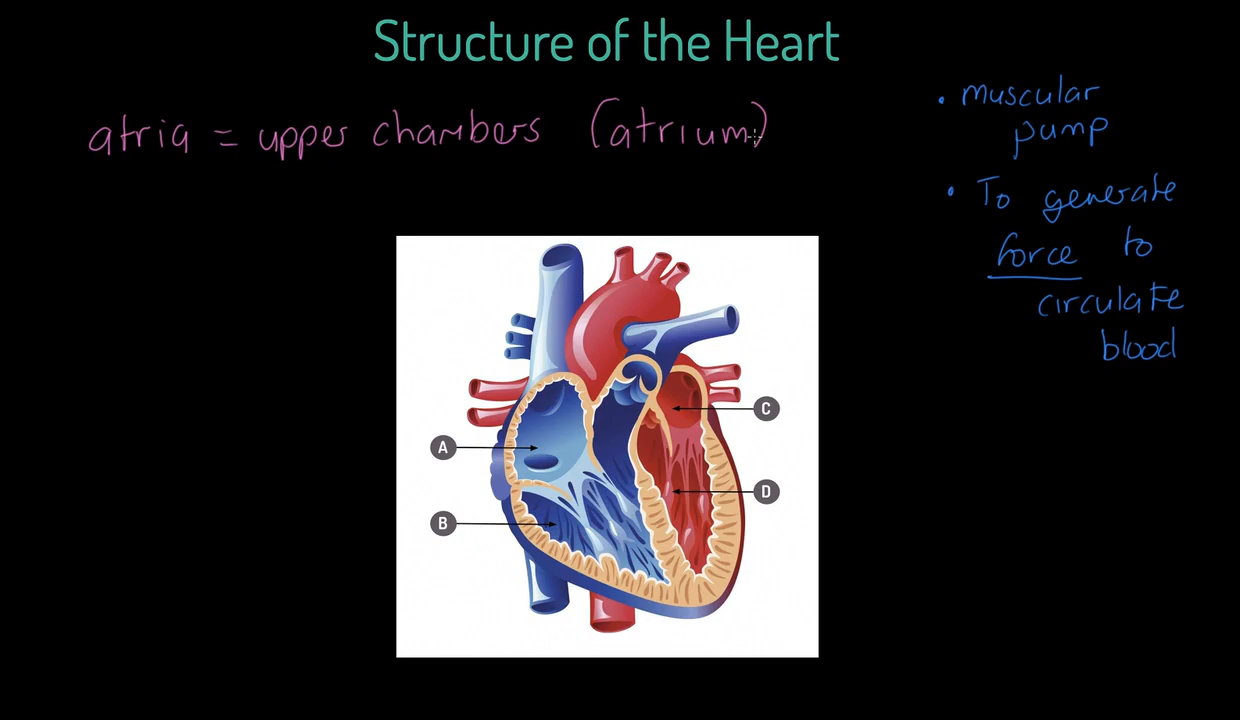 Structure of the Heart
atria = upper chambers (atrium)
• muscular
pump
• To generate
force to
circulate
blood
A
B
C
D